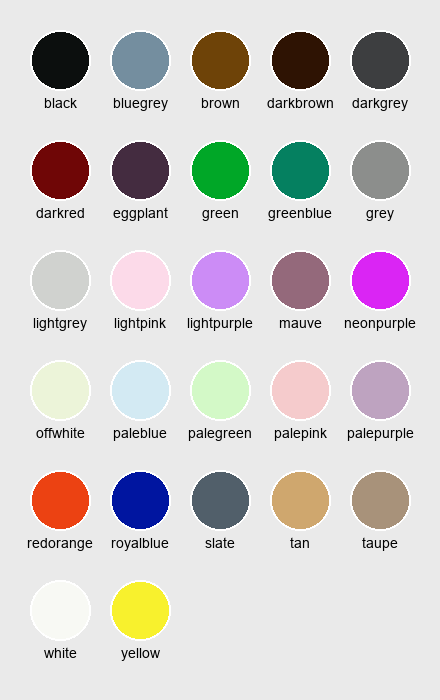 black bluegrey brown darkbrown darkgrey
darkred eggplant green greenblue grey
lightgrey lightpink lightpurple mauve neonpurple
offwhite paleblue palegreen palepink palepurple
redorange royalblue slate tan taupe
white yellow